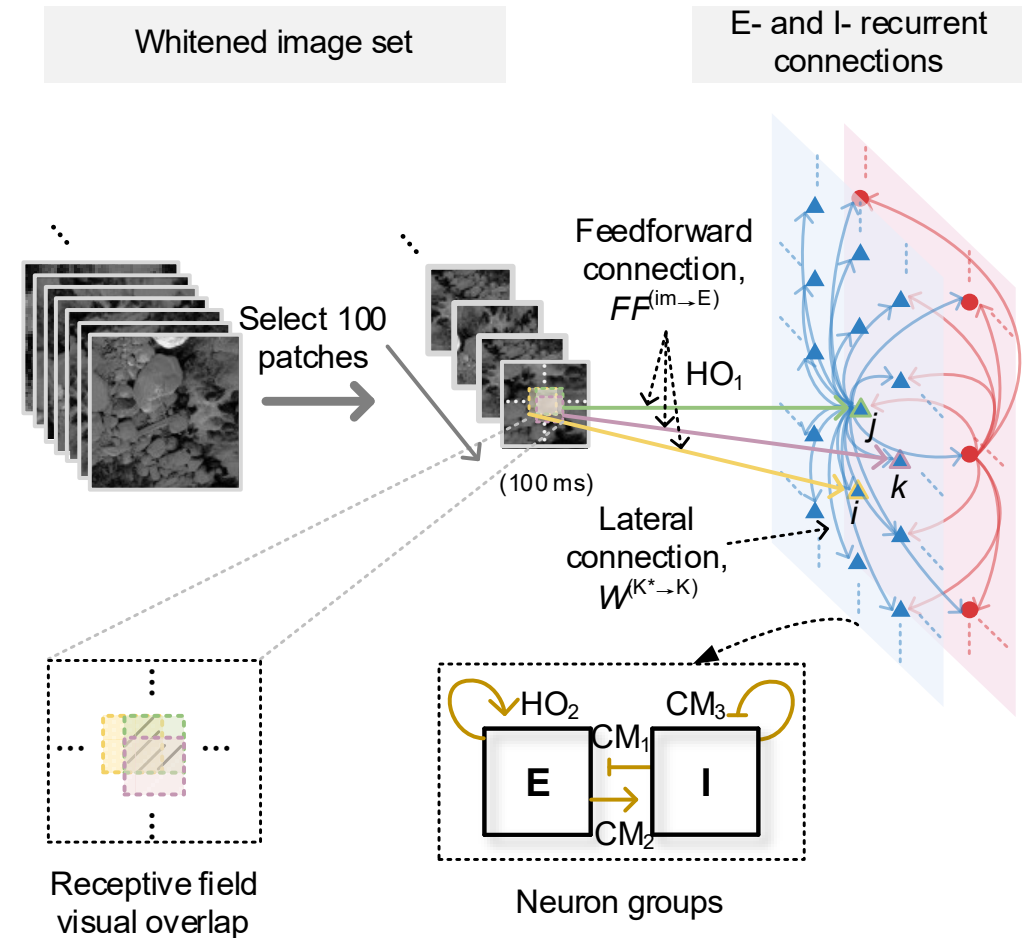 Whitened image set
E- and I- recurrent
connections
Select 100
patches
(100 ms)
Feedforward
connection,
FF^(im→E)
HO₁
j
k
i
Lateral
connection,
W^(K*→K)
HO₂
CM₃
CM₁
E
I
CM₂
Receptive field
visual overlap
Neuron groups